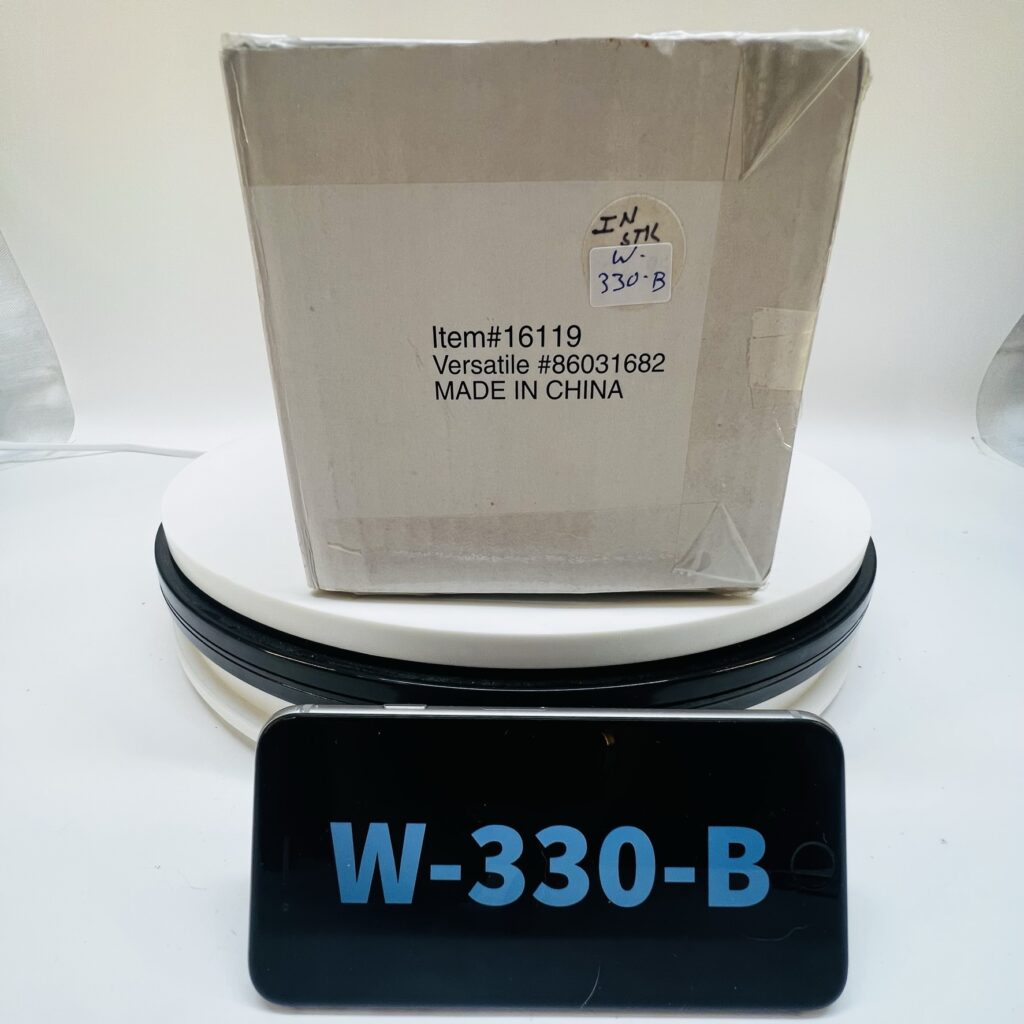 IN
STK
W-
330-B
Item#16119
Versatile #86031682
MADE IN CHINA
W-330-B